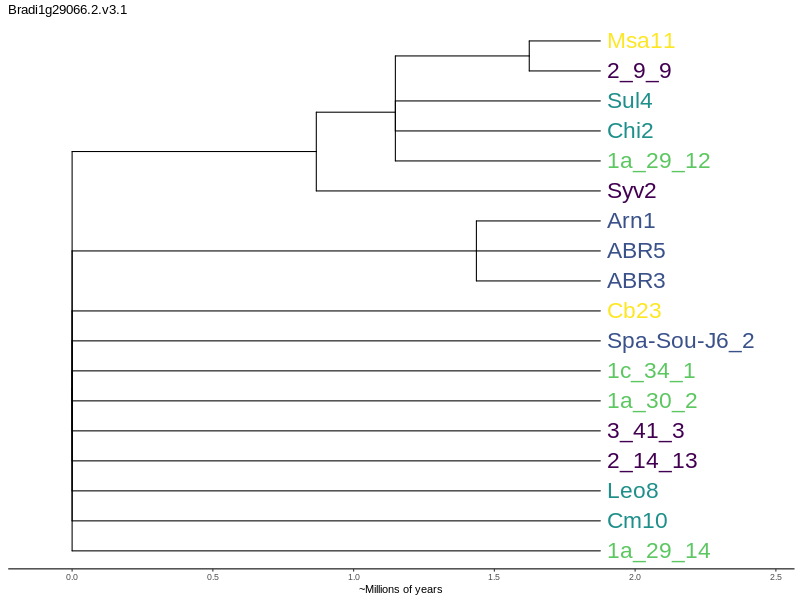 Bradi1g29066.2.v3.1
Msa11
2_9_9
Sul4
Chi2
1a_29_12
Syv2
Arn1
ABR5
ABR3
Cb23
Spa-Sou-J6_2
1c_34_1
1a_30_2
3_41_3
2_14_13
Leo8
Cm10
1a_29_14
0.0 0.5 1.0 1.5 2.0 2.5
~Millions of years